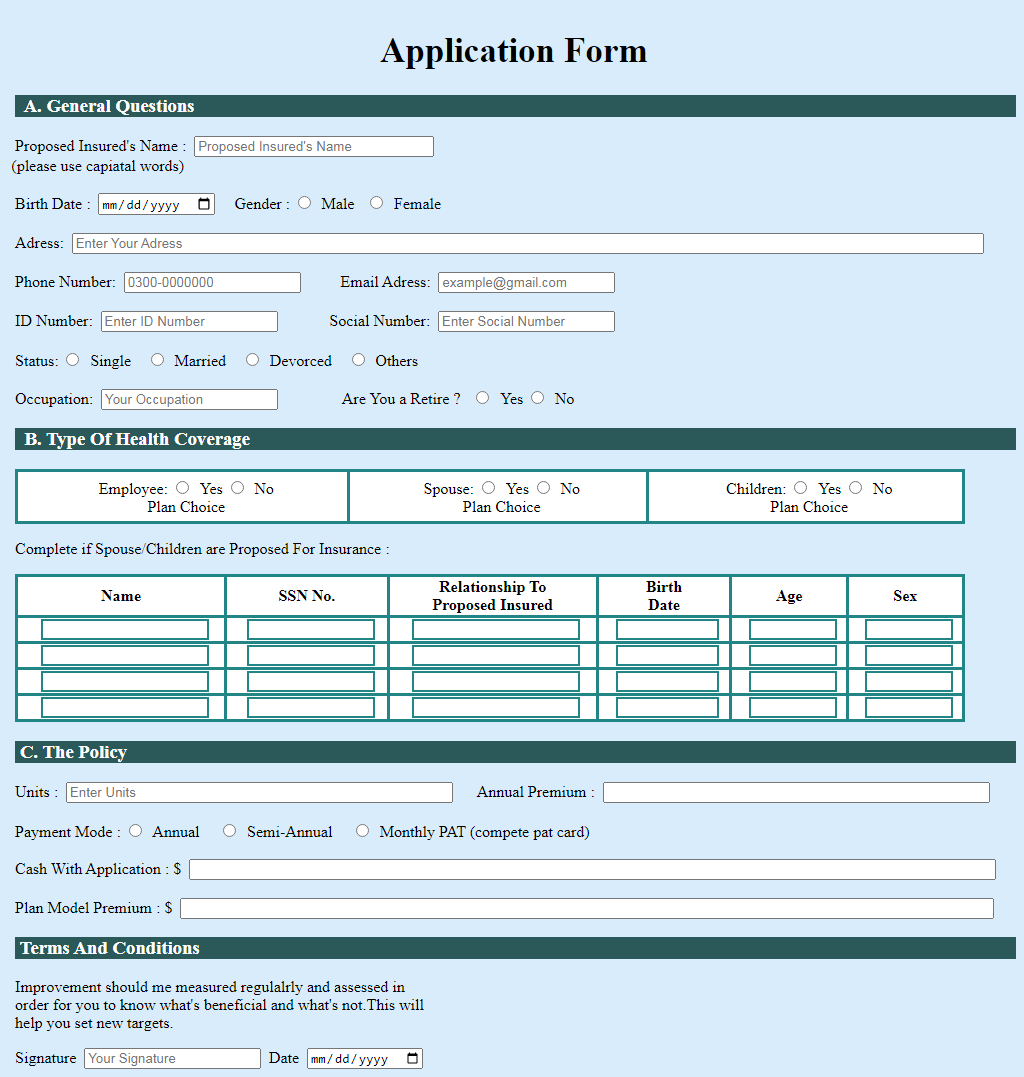 Application Form
A. General Questions
Proposed Insured's Name : Proposed Insured's Name
(please use capiatal words)
Birth Date : mm/dd/yyyy Gender : Male Female
Adress: Enter Your Adress
Phone Number: 0300-0000000 Email Adress: example@gmail.com
ID Number: Enter ID Number Social Number: Enter Social Number
Status: Single Married Devorced Others
Occupation: Your Occupation Are You a Retire ? Yes No
B. Type Of Health Coverage
Employee: Yes No Spouse: Yes No Children: Yes No
Plan Choice Plan Choice Plan Choice
Complete if Spouse/Children are Proposed For Insurance :
Name SSN No. Relationship To Proposed Insured Birth Date Age Sex
C. The Policy
Units : Enter Units Annual Premium :
Payment Mode : Annual Semi-Annual Monthly PAT (compete pat card)
Cash With Application : $
Plan Model Premium : $
Terms And Conditions
Improvement should me measured regulalrly and assessed in
order for you to know what's beneficial and what's not.This will
help you set new targets.
Signature Your Signature Date mm/dd/yyyy